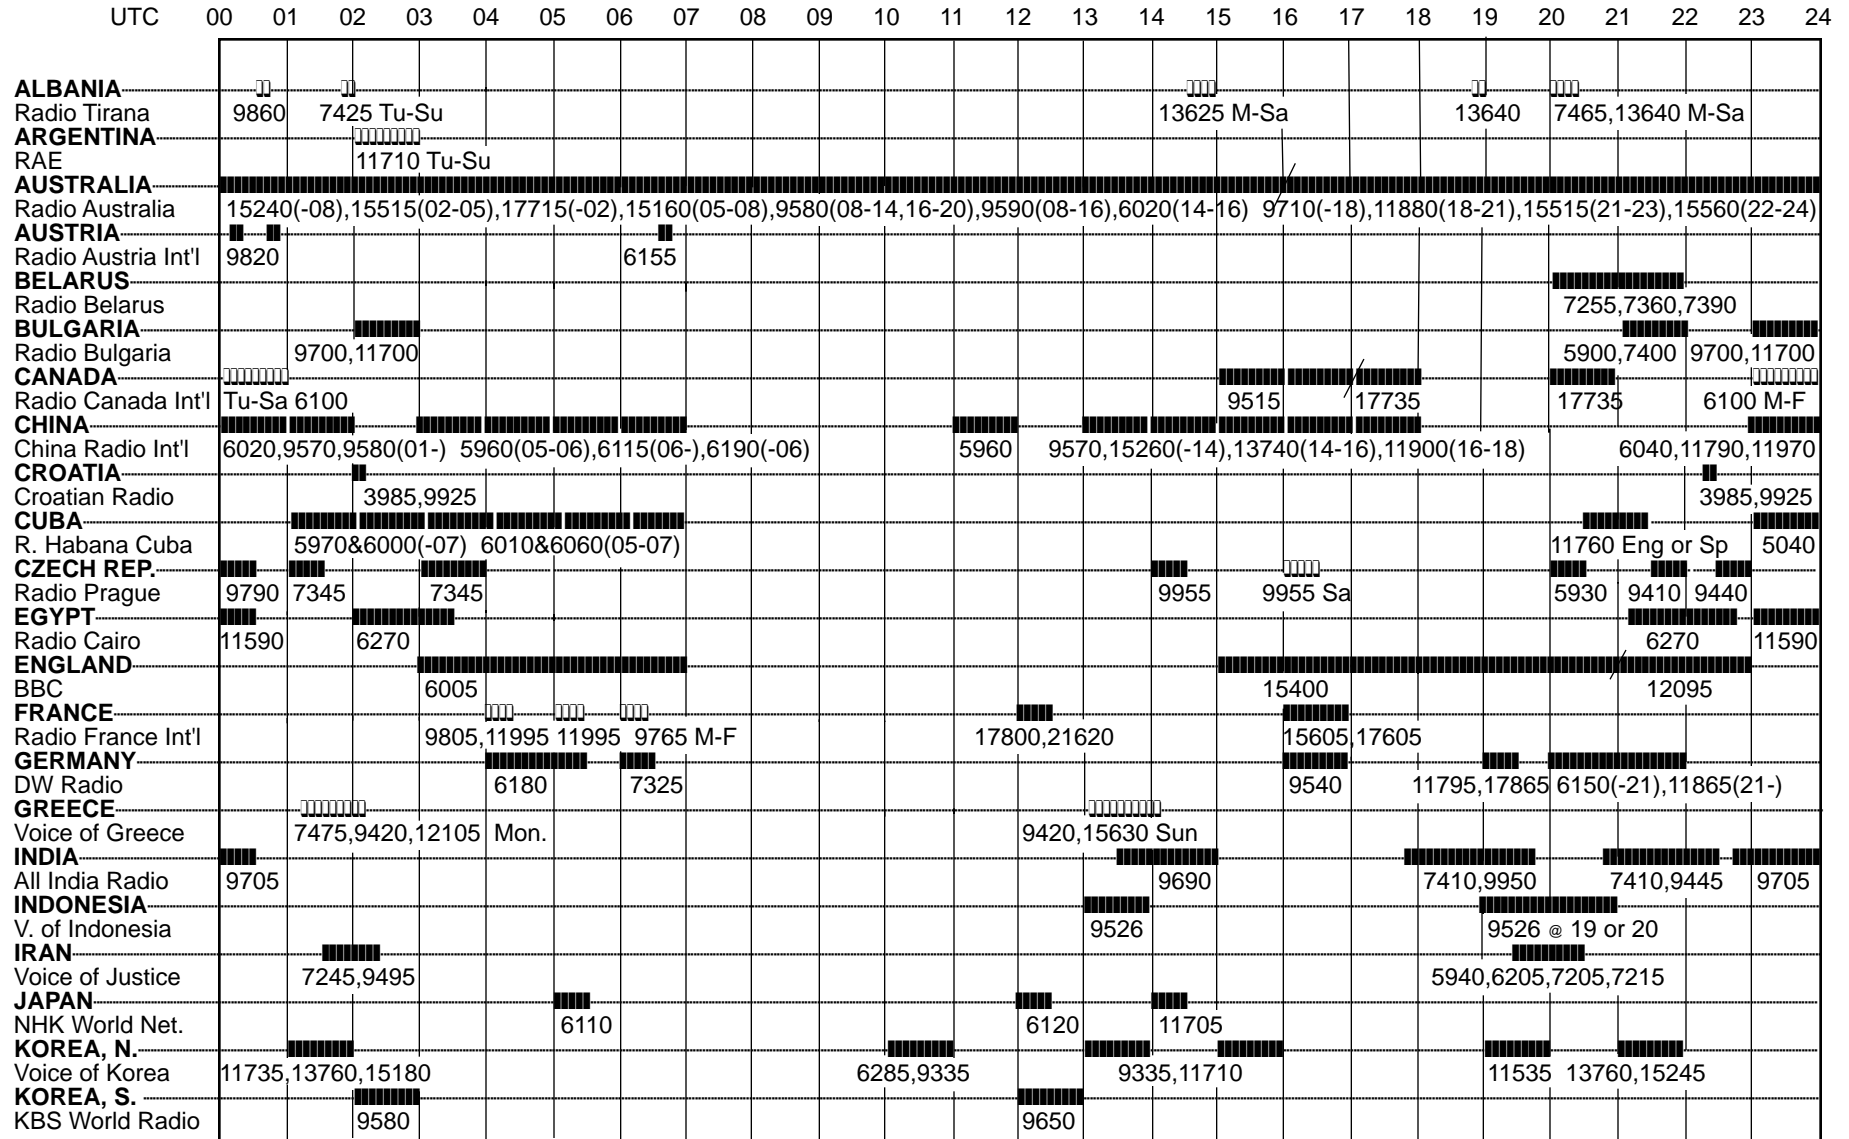 UTC 00 01 02 03 04 05 06 07 08 09 10 11 12 13 14 15 16 17 18 19 20 21 22 23 24
ALBANIA
Radio Tirana 9860 7425 Tu-Su 13625 M-Sa 13640 7465,13640 M-Sa
ARGENTINA
RAE 11710 Tu-Su
AUSTRALIA
Radio Australia 15240(-08),15515(02-05),17715(-02),15160(05-08),9580(08-14,16-20),9590(08-16),6020(14-16) 9710(-18),11880(18-21),15515(21-23),15560(22-24)
AUSTRIA
Radio Austria Int'l 9820 6155
BELARUS
Radio Belarus 7255,7360,7390
BULGARIA
Radio Bulgaria 9700,11700 5900,7400 9700,11700
CANADA
Radio Canada Int'l Tu-Sa 6100 9515 17735 17735 6100 M-F
CHINA
China Radio Int'l 6020,9570,9580(01-) 5960(05-06),6115(06-),6190(-06) 5960 9570,15260(-14),13740(14-16),11900(16-18) 6040,11790,11970
CROATIA
Croatian Radio 3985,9925 3985,9925
CUBA
R. Habana Cuba 5970&6000(-07) 6010&6060(05-07) 11760 Eng or Sp 5040
CZECH REP.
Radio Prague 9790 7345 7345 9955 9955 Sa 5930 9410 9440
EGYPT
Radio Cairo 11590 6270 6270 11590
ENGLAND
BBC 6005 15400 12095
FRANCE
Radio France Int'l 9805,11995 11995 9765 M-F 17800,21620 15605,17605
GERMANY
DW Radio 6180 7325 9540 11795,17865 6150(-21),11865(21-)
GREECE
Voice of Greece 7475,9420,12105 Mon. 9420,15630 Sun
INDIA
All India Radio 9705 9690 7410,9950 7410,9445 9705
INDONESIA
V. of Indonesia 9526 9526 @ 19 or 20
IRAN
Voice of Justice 7245,9495 5940,6205,7205,7215
JAPAN
NHK World Net. 6110 6120 11705
KOREA, N.
Voice of Korea 11735,13760,15180 6285,9335 9335,11710 11535 13760,15245
KOREA, S.
KBS World Radio 9580 9650